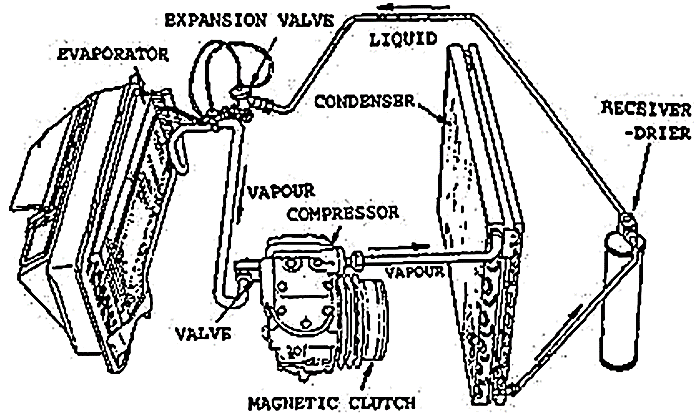 EXPANSION VALVE
LIQUID
EVAPORATOR
CONDENSER
RECEIVER
-DRIER
VAPOUR
COMPRESSOR
VAPOUR
VALVE
MAGNETIC CLUTCH